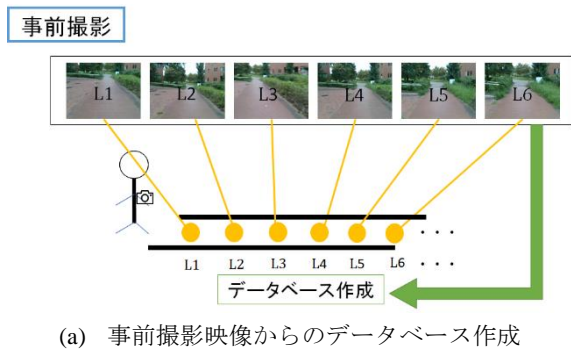 事前撮影
L1 L2 L3 L4 L5 L6
L1 L2 L3 L4 L5 L6 ・・・
データベース作成
(a) 事前撮影映像からのデータベース作成